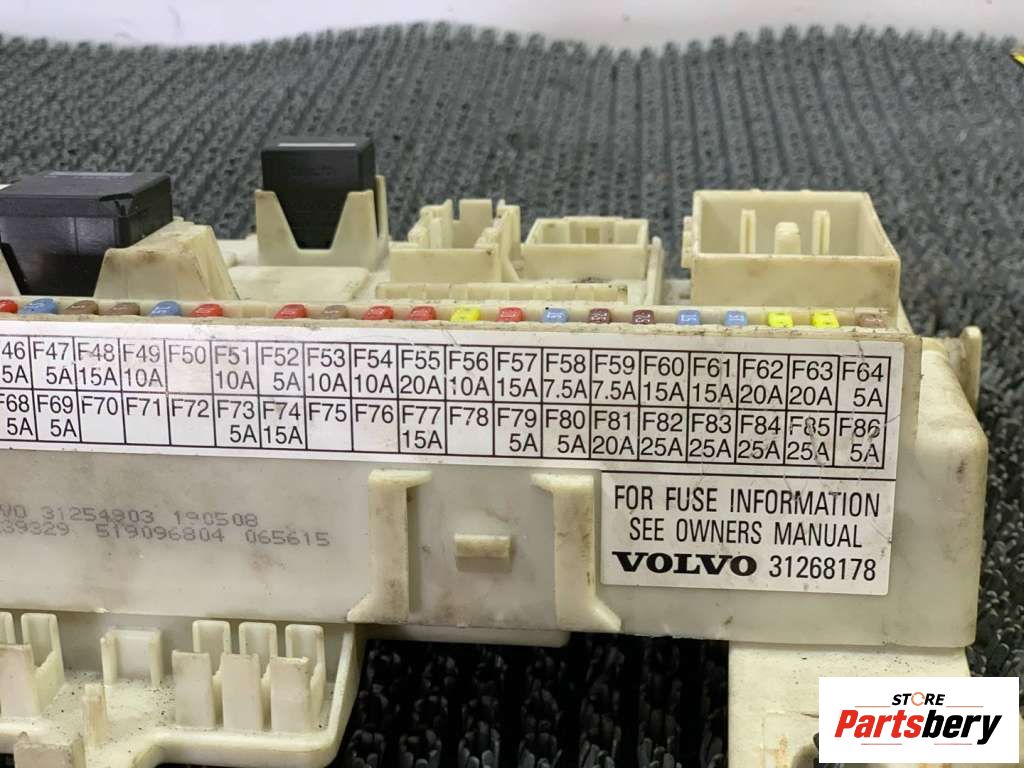 46 F47 F48 F49 F50 F51 F52 F53 F54 F55 F56 F57 F58 F59 F60 F61 F62 F63 F64
5A 5A 15A 10A 10A 5A 10A 10A 20A 10A 15A 7.5A 7.5A 15A 15A 20A 20A 5A
F68 F69 F70 F71 F72 F73 F74 F75 F76 F77 F78 F79 F80 F81 F82 F83 F84 F85 F86
5A 5A 5A 15A 15A 5A 5A 20A 25A 25A 25A 25A 5A
FOR FUSE INFORMATION
SEE OWNERS MANUAL
VOLVO 31268178
VO 31254903 190508
39329 519096804 065615
STORE
Partsbery